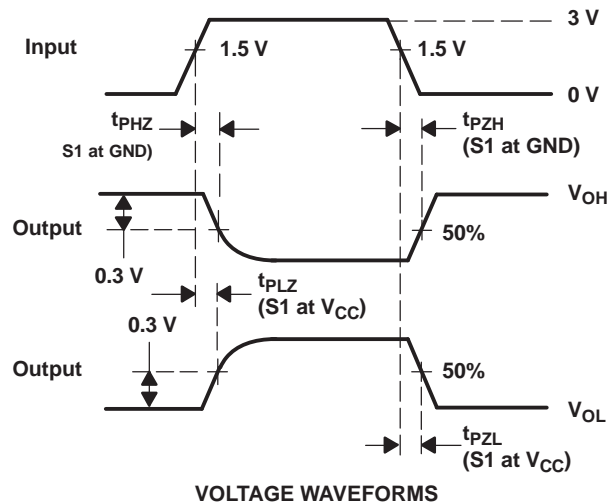 3 V
Input
1.5 V
1.5 V
0 V
tPHZ
S1 at GND)
tPZH
(S1 at GND)
VOH
Output
50%
0.3 V
tPLZ
(S1 at VCC)
0.3 V
Output
50%
VOL
tPZL
(S1 at VCC)
VOLTAGE WAVEFORMS